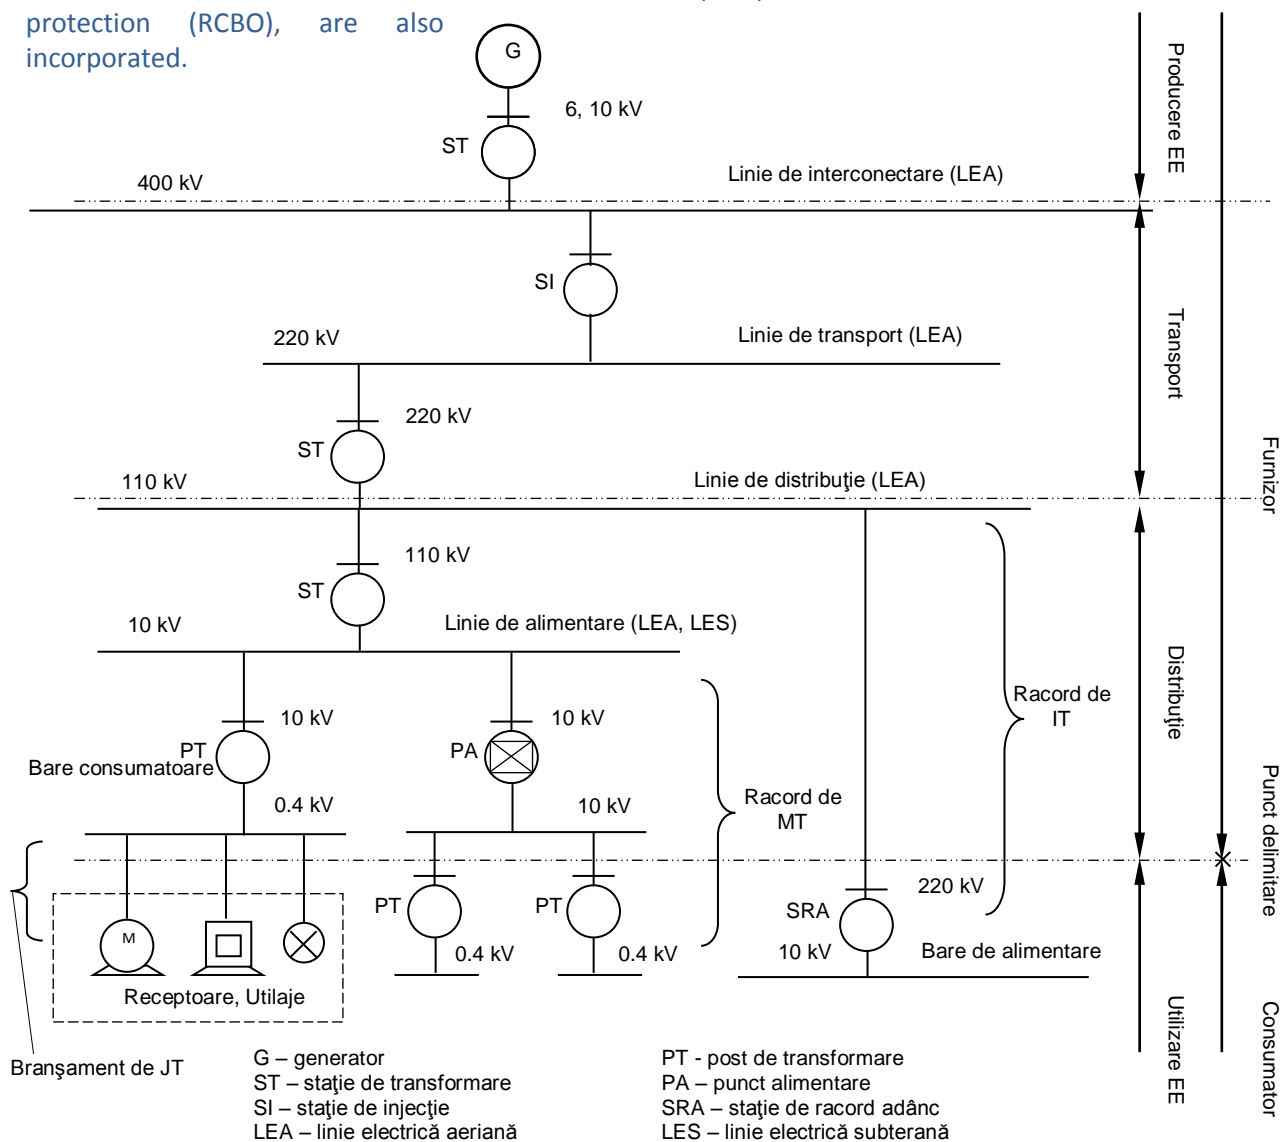 protection (RCBO), are also
incorporated.
G
6, 10 kV
ST
400 kV
Linie de interconectare (LEA)
SI
220 kV
Linie de transport (LEA)
220 kV
ST
110 kV
Linie de distribuţie (LEA)
110 kV
ST
10 kV
Linie de alimentare (LEA, LES)
10 kV
PT
Bare consumatoare
0.4 kV
10 kV
PA
10 kV
Racord de
MT
Racord de
IT
PT
0.4 kV
PT
0.4 kV
220 kV
SRA
10 kV
Bare de alimentare
M
Receptoare, Utilaje
Branşament de JT
Producere EE
Transport
Distribuţie
Utilizare EE
Furnizor
Punct delimitare
Consumator
G – generator
ST – staţie de transformare
SI – staţie de injecţie
LEA – linie electrică aeriană
PT - post de transformare
PA – punct alimentare
SRA – staţie de racord adânc
LES – linie electrică subterană